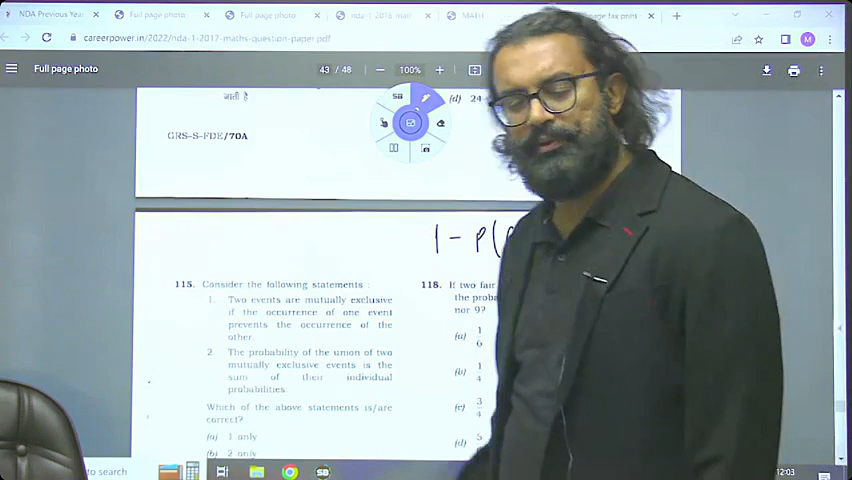 NDA Previous Year
Full page photo
Full page photo
nda-1-2016-mat
MATH
page fax print
careerpower.in/2022/nda-1-2017-maths-question-paper.pdf
M
Full page photo
43 / 48
100%
जाती है
(d) 24
SB
GRS-S-FDE/70A
1 - P(
115. Consider the following statements :
1. Two events are mutually exclusive
if the occurrence of one event
prevents the occurrence of the
other.
2. The probability of the union of two
mutually exclusive events is the
sum of their individual
probabilities.
Which of the above statements is/are
correct?
(a) 1 only
(b) 2 only
118. If two fair
the proba
nor 9?
(a) 1/6
(b) 1/4
(c) 3/4
(d) 5
to search
SB
12:03